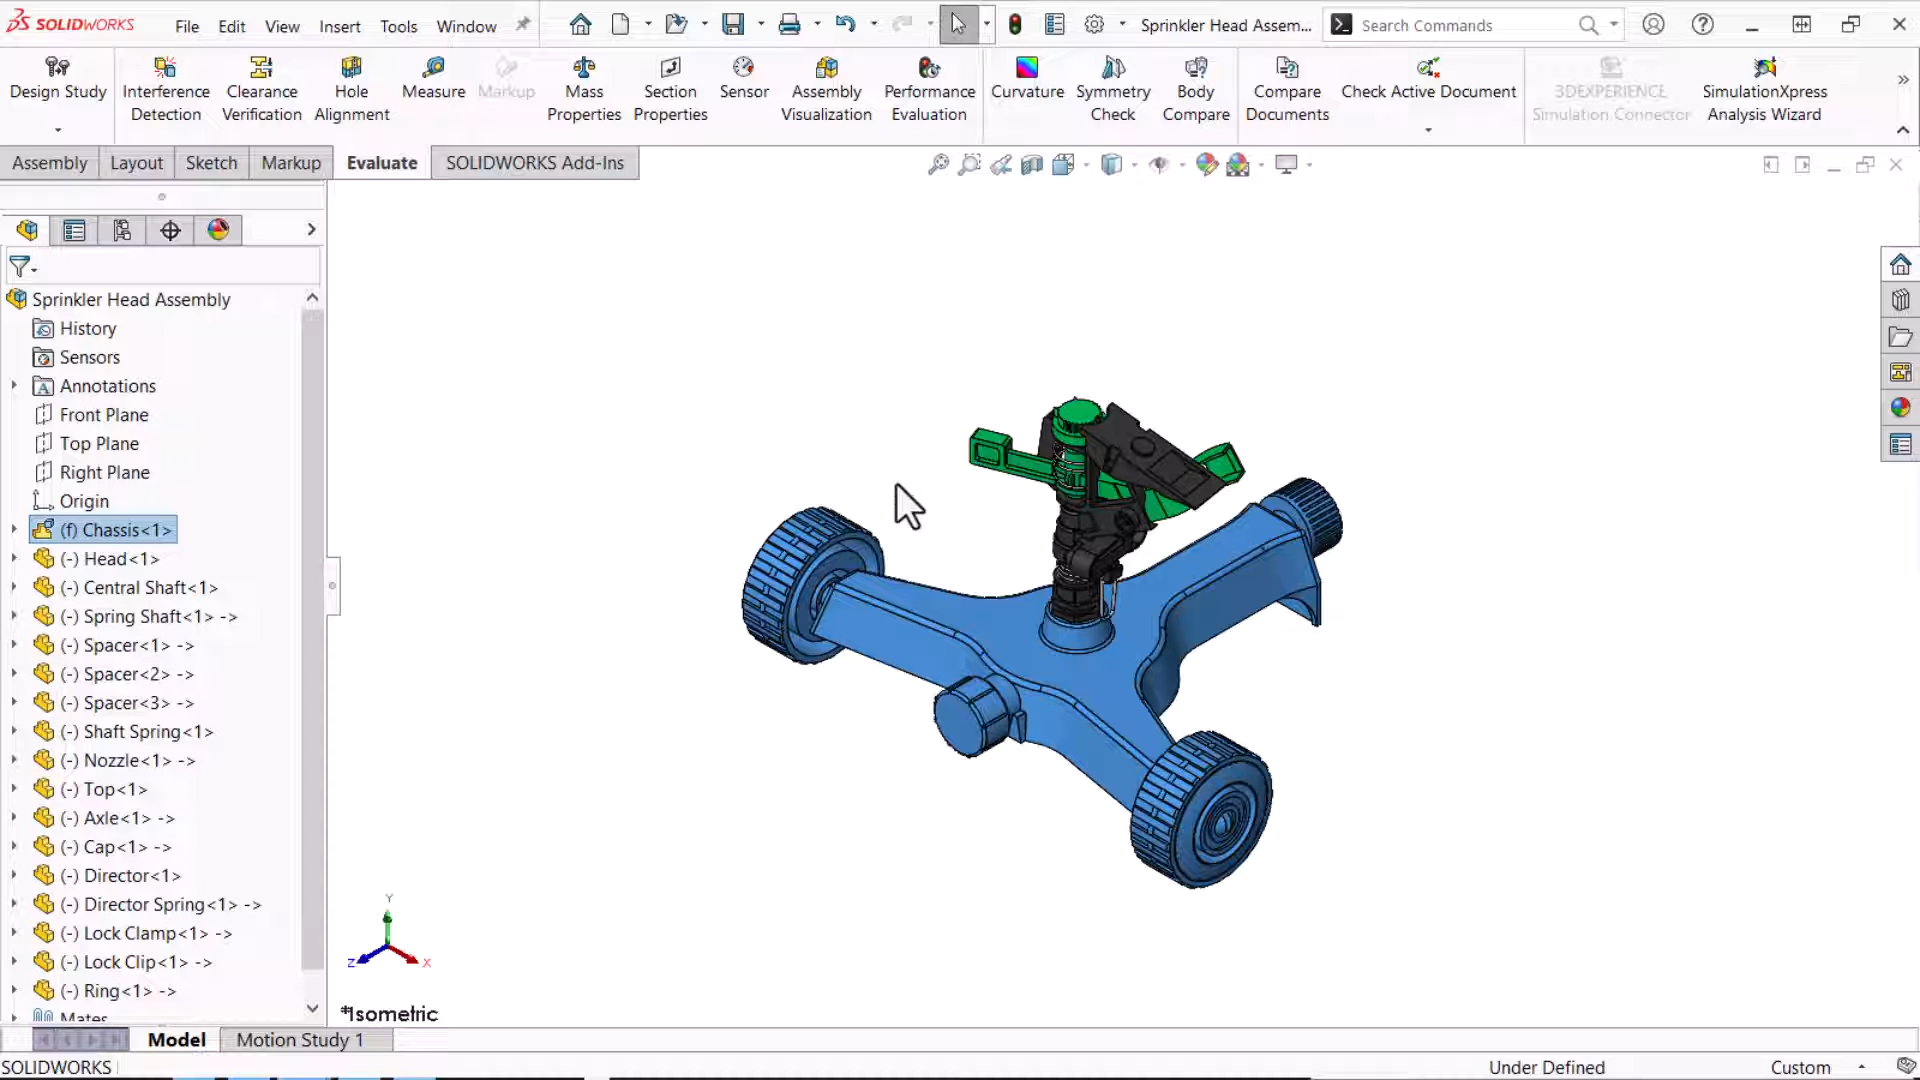 SOLIDWORKS
File Edit View Insert Tools Window
Sprinkler Head Assem...
Search Commands
Design Study
Interference Detection
Clearance Verification
Hole Alignment
Measure
Markup
Mass Properties
Section Properties
Sensor
Assembly Visualization
Performance Evaluation
Curvature
Symmetry Check
Body Compare
Compare Documents
Check Active Document
3DEXPERIENCE Simulation Connector
SimulationXpress Analysis Wizard
Assembly Layout Sketch Markup Evaluate SOLIDWORKS Add-Ins
Sprinkler Head Assembly
History
Sensors
Annotations
Front Plane
Top Plane
Right Plane
Origin
(f) Chassis<1>
(-) Head<1>
(-) Central Shaft<1>
(-) Spring Shaft<1> ->
(-) Spacer<1> ->
(-) Spacer<2> ->
(-) Spacer<3> ->
(-) Shaft Spring<1>
(-) Nozzle<1> ->
(-) Top<1>
(-) Axle<1> ->
(-) Cap<1> ->
(-) Director<1>
(-) Director Spring<1> ->
(-) Lock Clamp<1> ->
(-) Lock Clip<1> ->
(-) Ring<1> ->
Mates
Y
Z
X
*Isometric
Model Motion Study 1
SOLIDWORKS
Under Defined
Custom